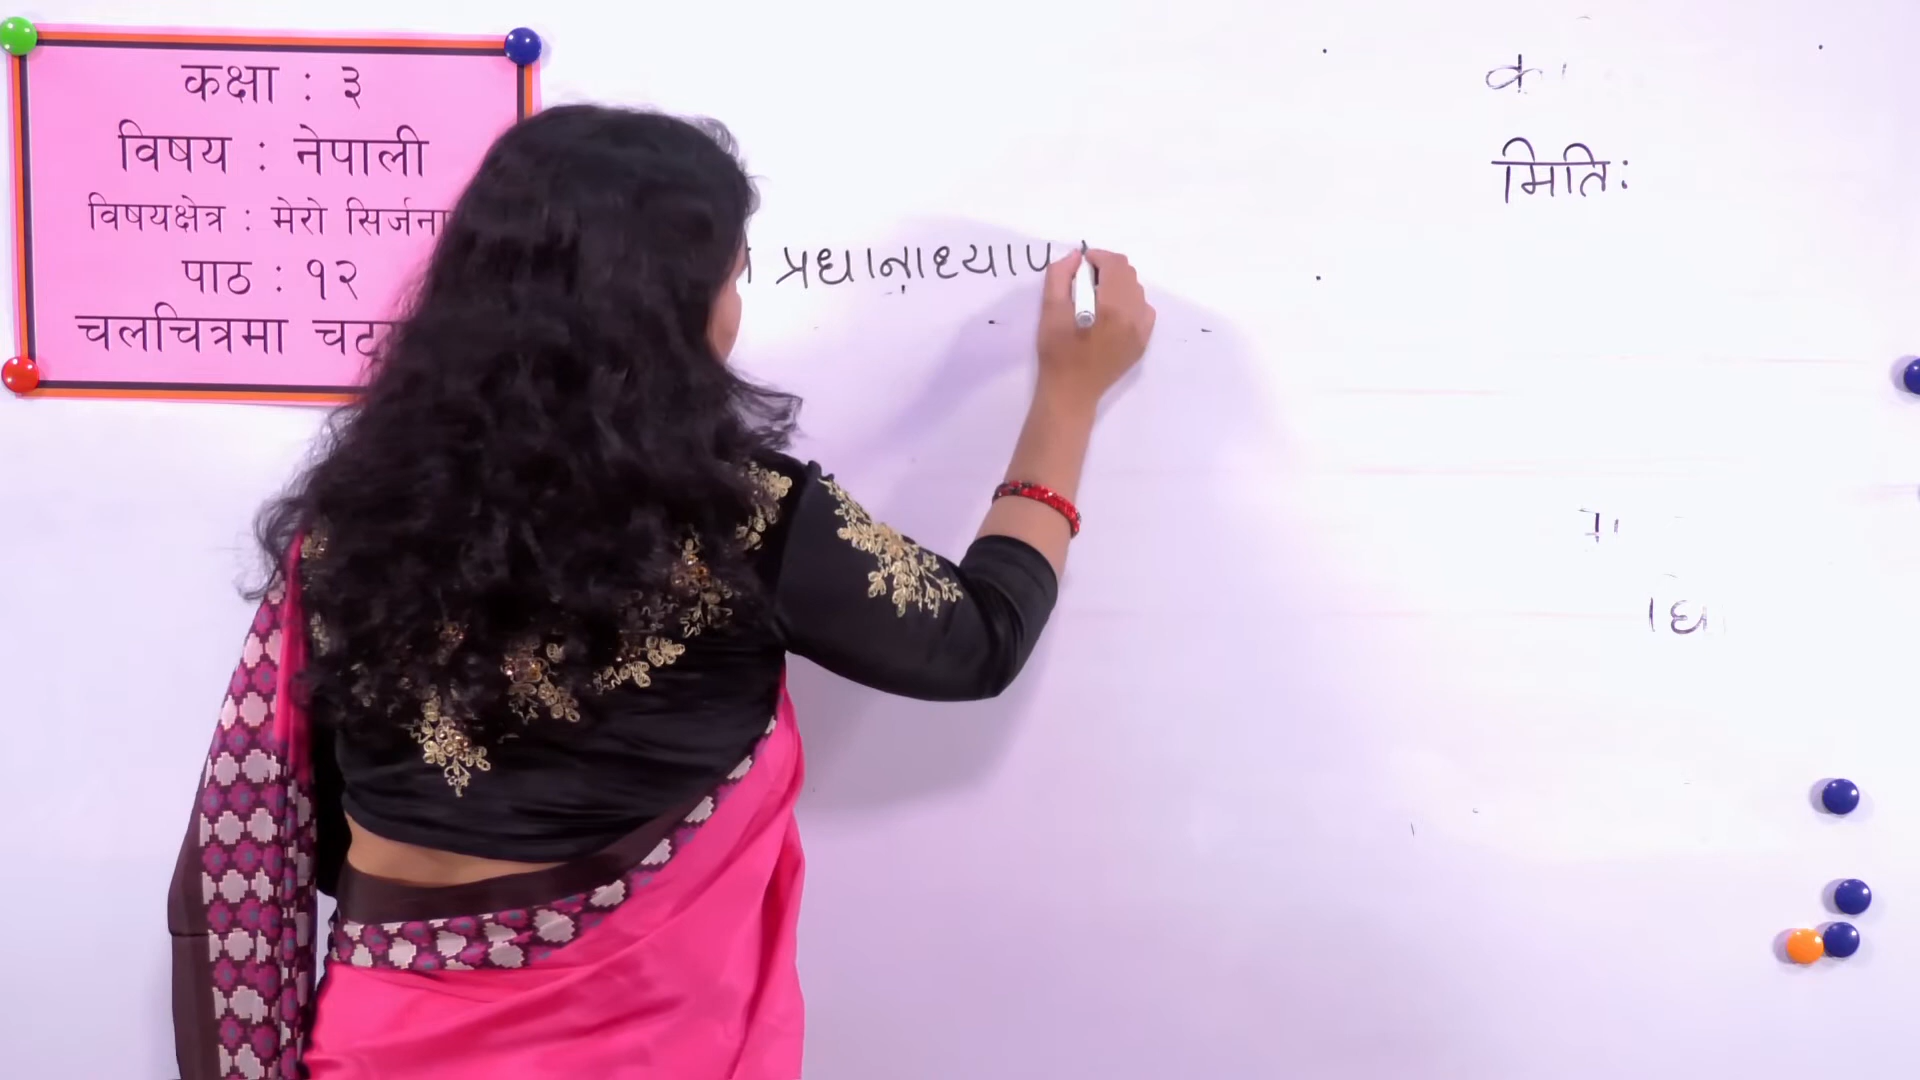 कक्षा : ३
विषय : नेपाली
विषयक्षेत्र : मेरो सिर्जना
पाठ : १२
चलचित्रमा
मिति:
प्रधानाध्याप